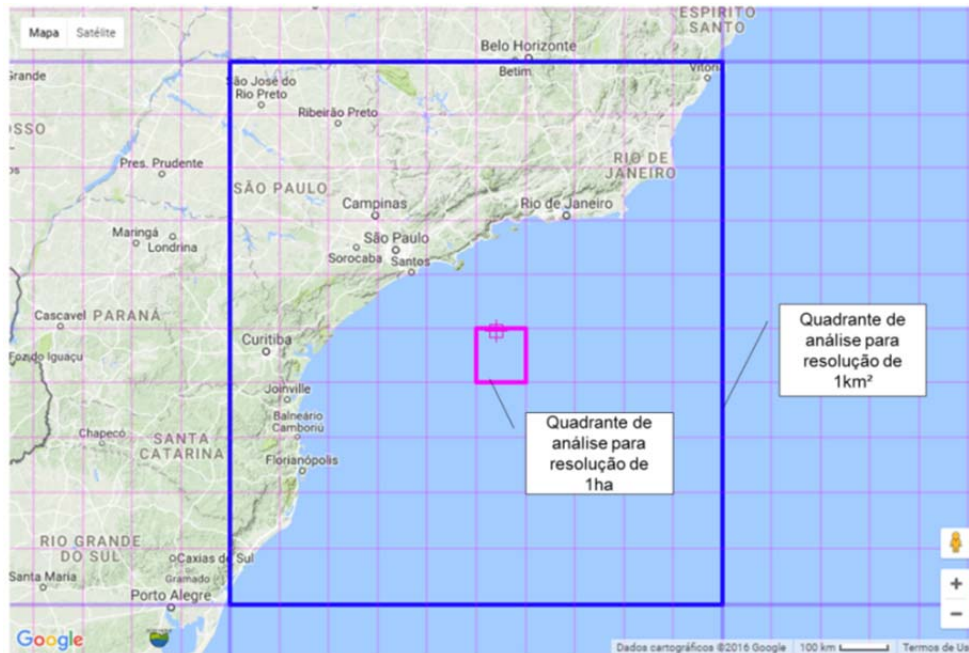 Mapa Satélite
ESPIRITO
SANTO
Belo Horizonte
Betim
Vitória
Grande
São José do
Rio Preto
Ribeirão Preto
OSSO
Pres. Prudente
RIO DE
JANEIRO
SÃO PAULO
Campinas
Rio de Janeiro
Maringá
Londrina
São Paulo
Sorocaba
Santos
Cascavel
PARANÁ
Curitiba
Foz do Iguaçu
Joinville
Balneário
Camboriú
Chapecó
SANTA
CATARINA
Florianópolis
Quadrante de
análise para
resolução de
1km²
Quadrante de
análise para
resolução de
1ha
RIO GRANDE
DO SUL
Caxias do Sul
Santa Maria
Gramado
Porto Alegre
+
−
Google
Dados cartográficos ©2016 Google 100 km Termos de Us